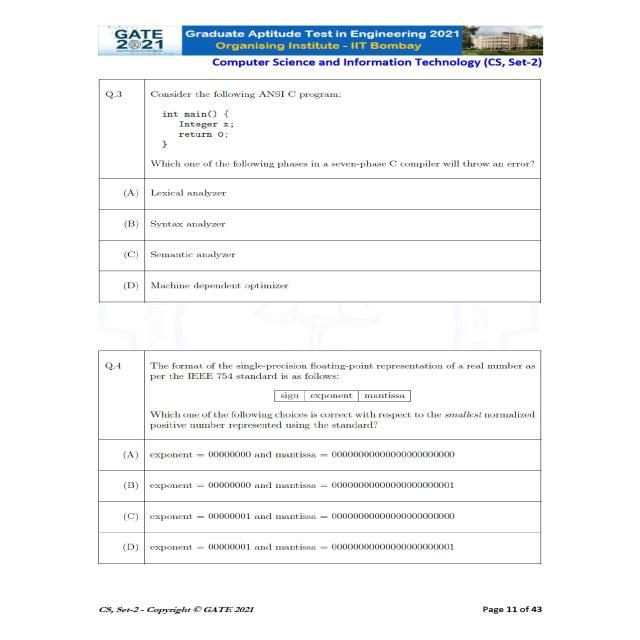 GATE
2021
Graduate Aptitude Test in Engineering 2021
Organising Institute - IIT Bombay
Computer Science and Information Technology (CS, Set-2)
Q.3 Consider the following ANSI C program:
int main() {
Integer x;
return 0;
}
Which one of the following phases in a seven-phase C compiler will throw an error?
(A) Lexical analyzer
(B) Syntax analyzer
(C) Semantic analyzer
(D) Machine dependent optimizer
Q.4 The format of the single-precision floating-point representation of a real number as
per the IEEE 754 standard is as follows:
sign exponent mantissa
Which one of the following choices is correct with respect to the smallest normalized
positive number represented using the standard?
(A) exponent = 00000000 and mantissa = 00000000000000000000000
(B) exponent = 00000000 and mantissa = 00000000000000000000001
(C) exponent = 00000001 and mantissa = 00000000000000000000000
(D) exponent = 00000001 and mantissa = 00000000000000000000001
CS, Set-2 - Copyright © GATE 2021 Page 11 of 43